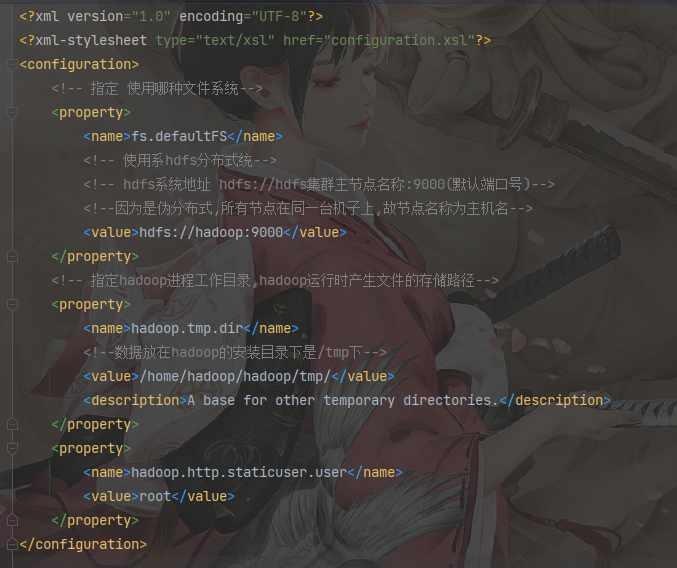 <?xml version="1.0" encoding="UTF-8"?>
<?xml-stylesheet type="text/xsl" href="configuration.xsl"?>
<configuration>
    <!-- 指定 使用哪种文件系统-->
    <property>
        <name>fs.defaultFS</name>
        <!-- 使用系hdfs分布式统-->
        <!-- hdfs系统地址 hdfs://hdfs集群主节点名称:9000(默认端口号)-->
        <!--因为是伪分布式,所有节点在同一台机子上,故节点名称为主机名-->
        <value>hdfs://hadoop:9000</value>
    </property>
    <!-- 指定hadoop进程工作目录,hadoop运行时产生文件的存储路径-->
    <property>
        <name>hadoop.tmp.dir</name>
        <!--数据放在hadoop的安装目录下是/tmp下-->
        <value>/home/hadoop/hadoop/tmp/</value>
        <description>A base for other temporary directories.</description>
    </property>
    <property>
        <name>hadoop.http.staticuser.user</name>
        <value>root</value>
    </property>
</configuration>